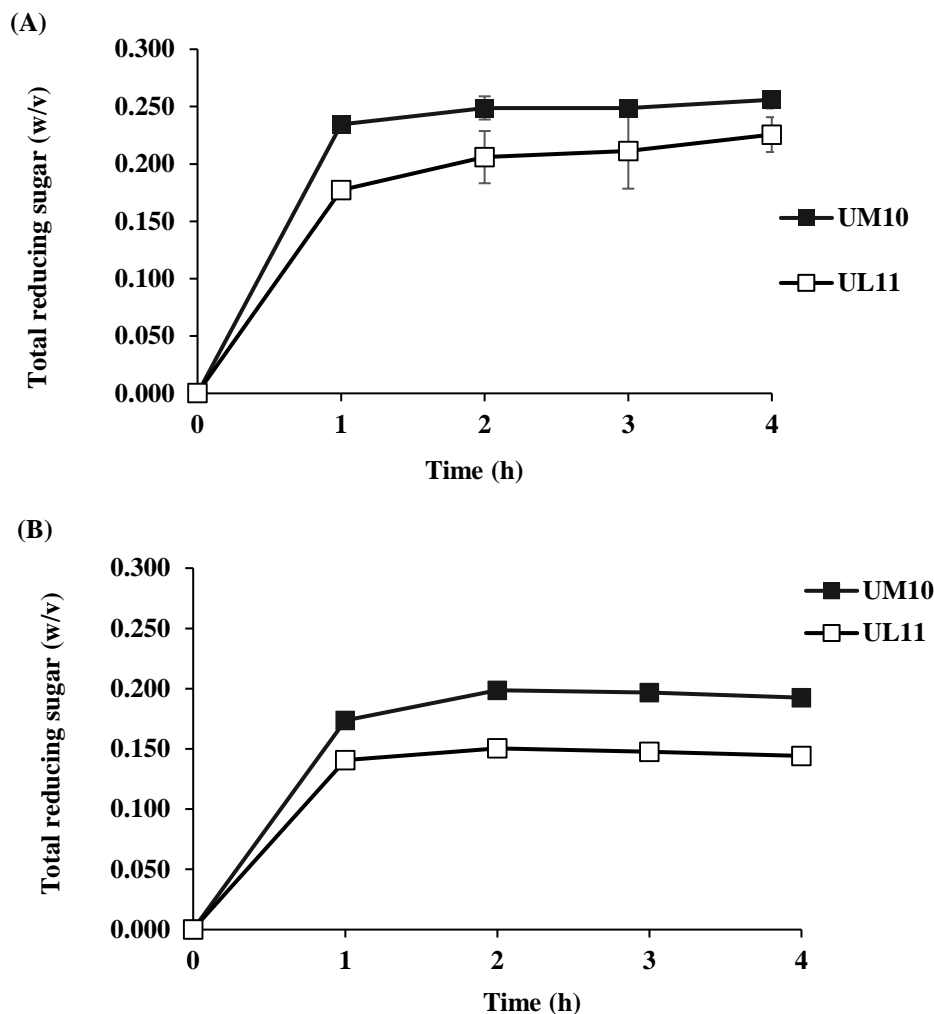 (A)
Total reducing sugar (w/v)
0.300
0.250
0.200
0.150
0.100
0.050
0.000
0 1 2 3 4
Time (h)
UM10
UL11
(B)
Total reducing sugar (w/v)
0.300
0.250
0.200
0.150
0.100
0.050
0.000
0 1 2 3 4
Time (h)
UM10
UL11